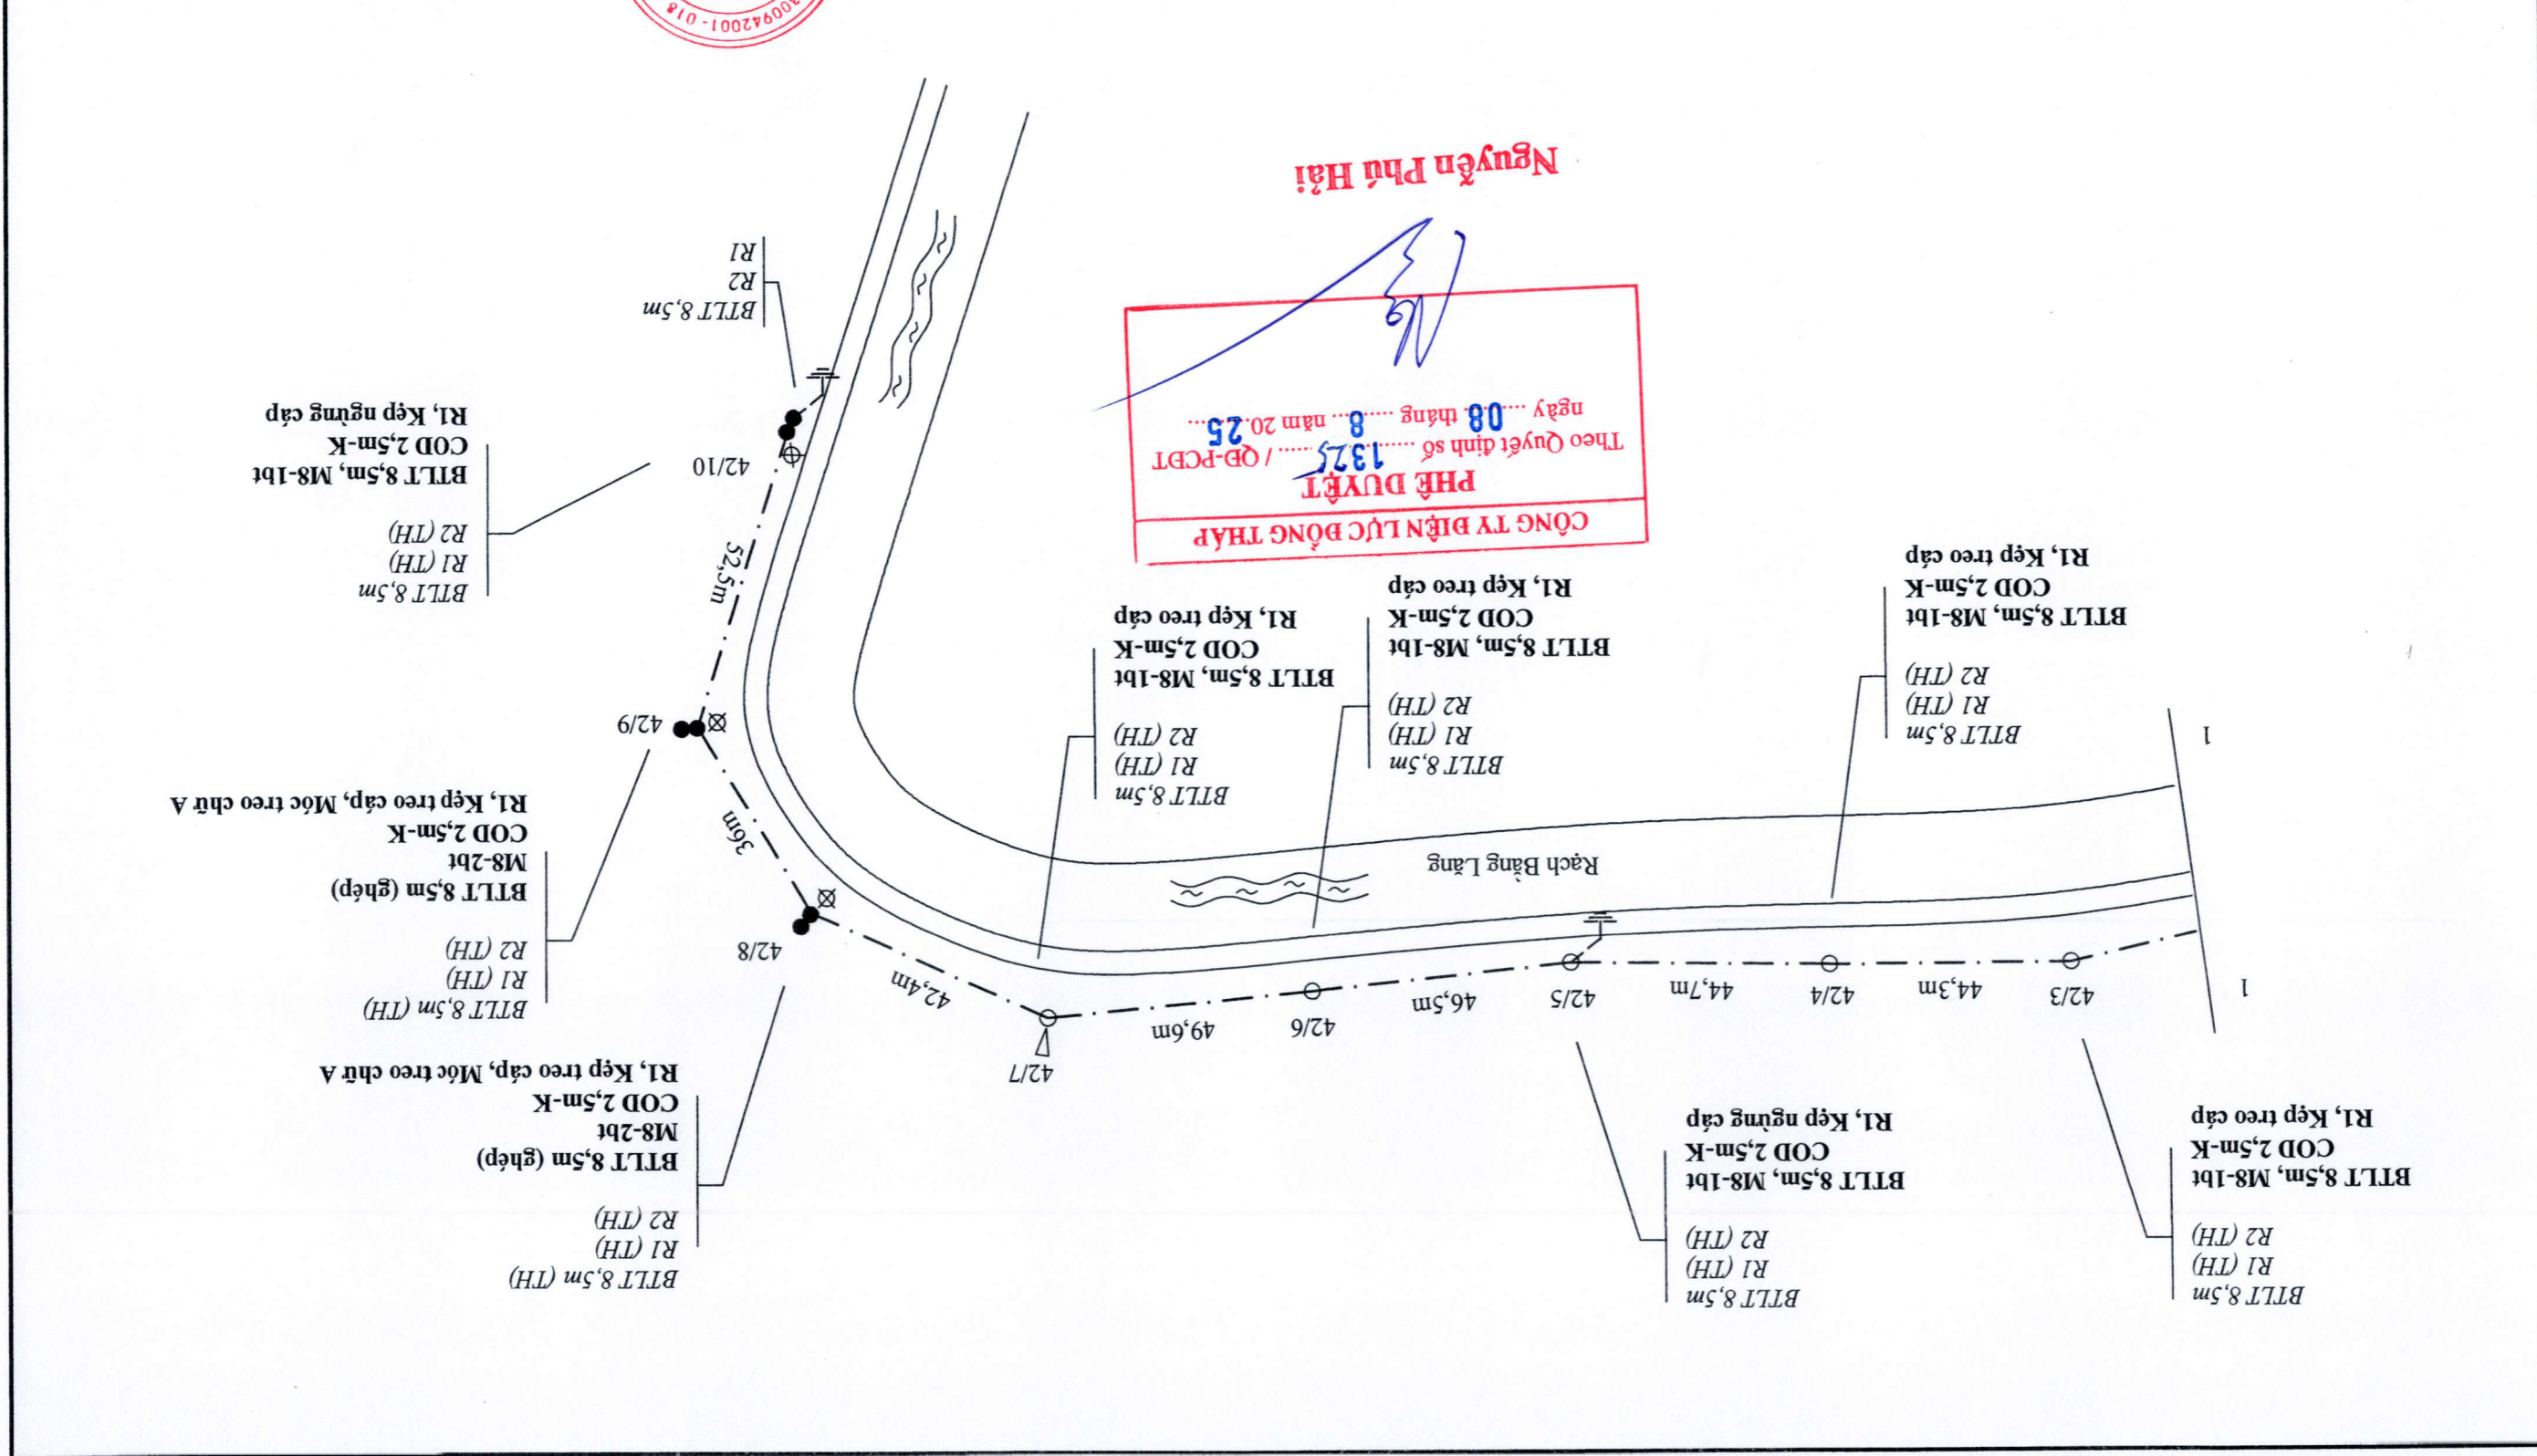 BTLT 8,5m
R1 (TH)
R2 (TH)
BTLT 8,5m, M8-1bt
COD 2,5m-K
R1, Kẹp treo cáp
BTLT 8,5m
R1 (TH)
R2 (TH)
BTLT 8,5m, M8-1bt
COD 2,5m-K
R1, Kẹp ngừng cáp
BTLT 8,5m (TH)
R1 (TH)
R2 (TH)
BTLT 8,5m (ghép)
M8-2bt
COD 2,5m-K
R1, Kẹp treo cáp, Móc treo chữ A
1
42/3
44,3m
42/4
44,7m
42/5
46,5m
42/6
49,6m
42/7
42,4m
42/8
36m
42/9
52,5m
42/10
1
BTLT 8,5m (TH)
R1 (TH)
R2 (TH)
BTLT 8,5m (ghép)
M8-2bt
COD 2,5m-K
R1, Kẹp treo cáp, Móc treo chữ A
Rạch Bằng Lăng
BTLT 8,5m
R1 (TH)
R2 (TH)
BTLT 8,5m, M8-1bt
COD 2,5m-K
R1, Kẹp treo cáp
BTLT 8,5m
R1 (TH)
R2 (TH)
BTLT 8,5m, M8-1bt
COD 2,5m-K
R1, Kẹp treo cáp
BTLT 8,5m
R1 (TH)
R2 (TH)
BTLT 8,5m, M8-1bt
COD 2,5m-K
R1, Kẹp treo cáp
BTLT 8,5m
R1 (TH)
R2 (TH)
BTLT 8,5m, M8-1bt
COD 2,5m-K
R1, Kẹp ngừng cáp
CÔNG TY ĐIỆN LỰC ĐỒNG THÁP
PHÊ DUYỆT
Theo Quyết định số 1325 / QĐ-PCĐT
ngày 08 tháng 8 năm 2025
Nguyễn Phú Hải
BTLT 8,5m
R2
R1
300942001-018